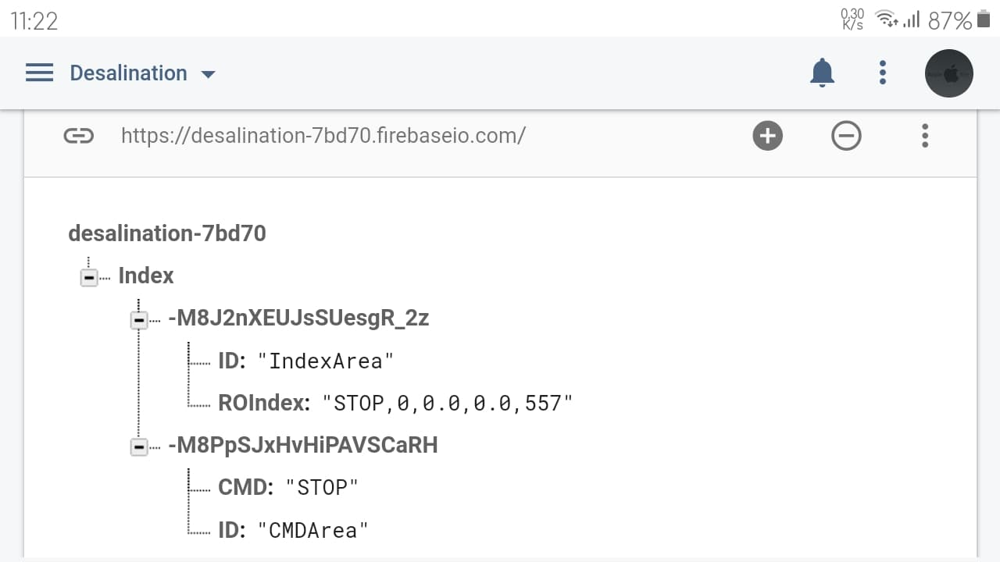 11:22
0,30
K/s
87%
Desalination
https://desalination-7bd70.firebaseio.com/
desalination-7bd70
Index
-M8J2nXEUJsSUesgR_2z
ID: "IndexArea"
ROIndex: "STOP,0,0.0,0.0,557"
-M8PpSJxHvHiPAVSCaRH
CMD: "STOP"
ID: "CMDArea"